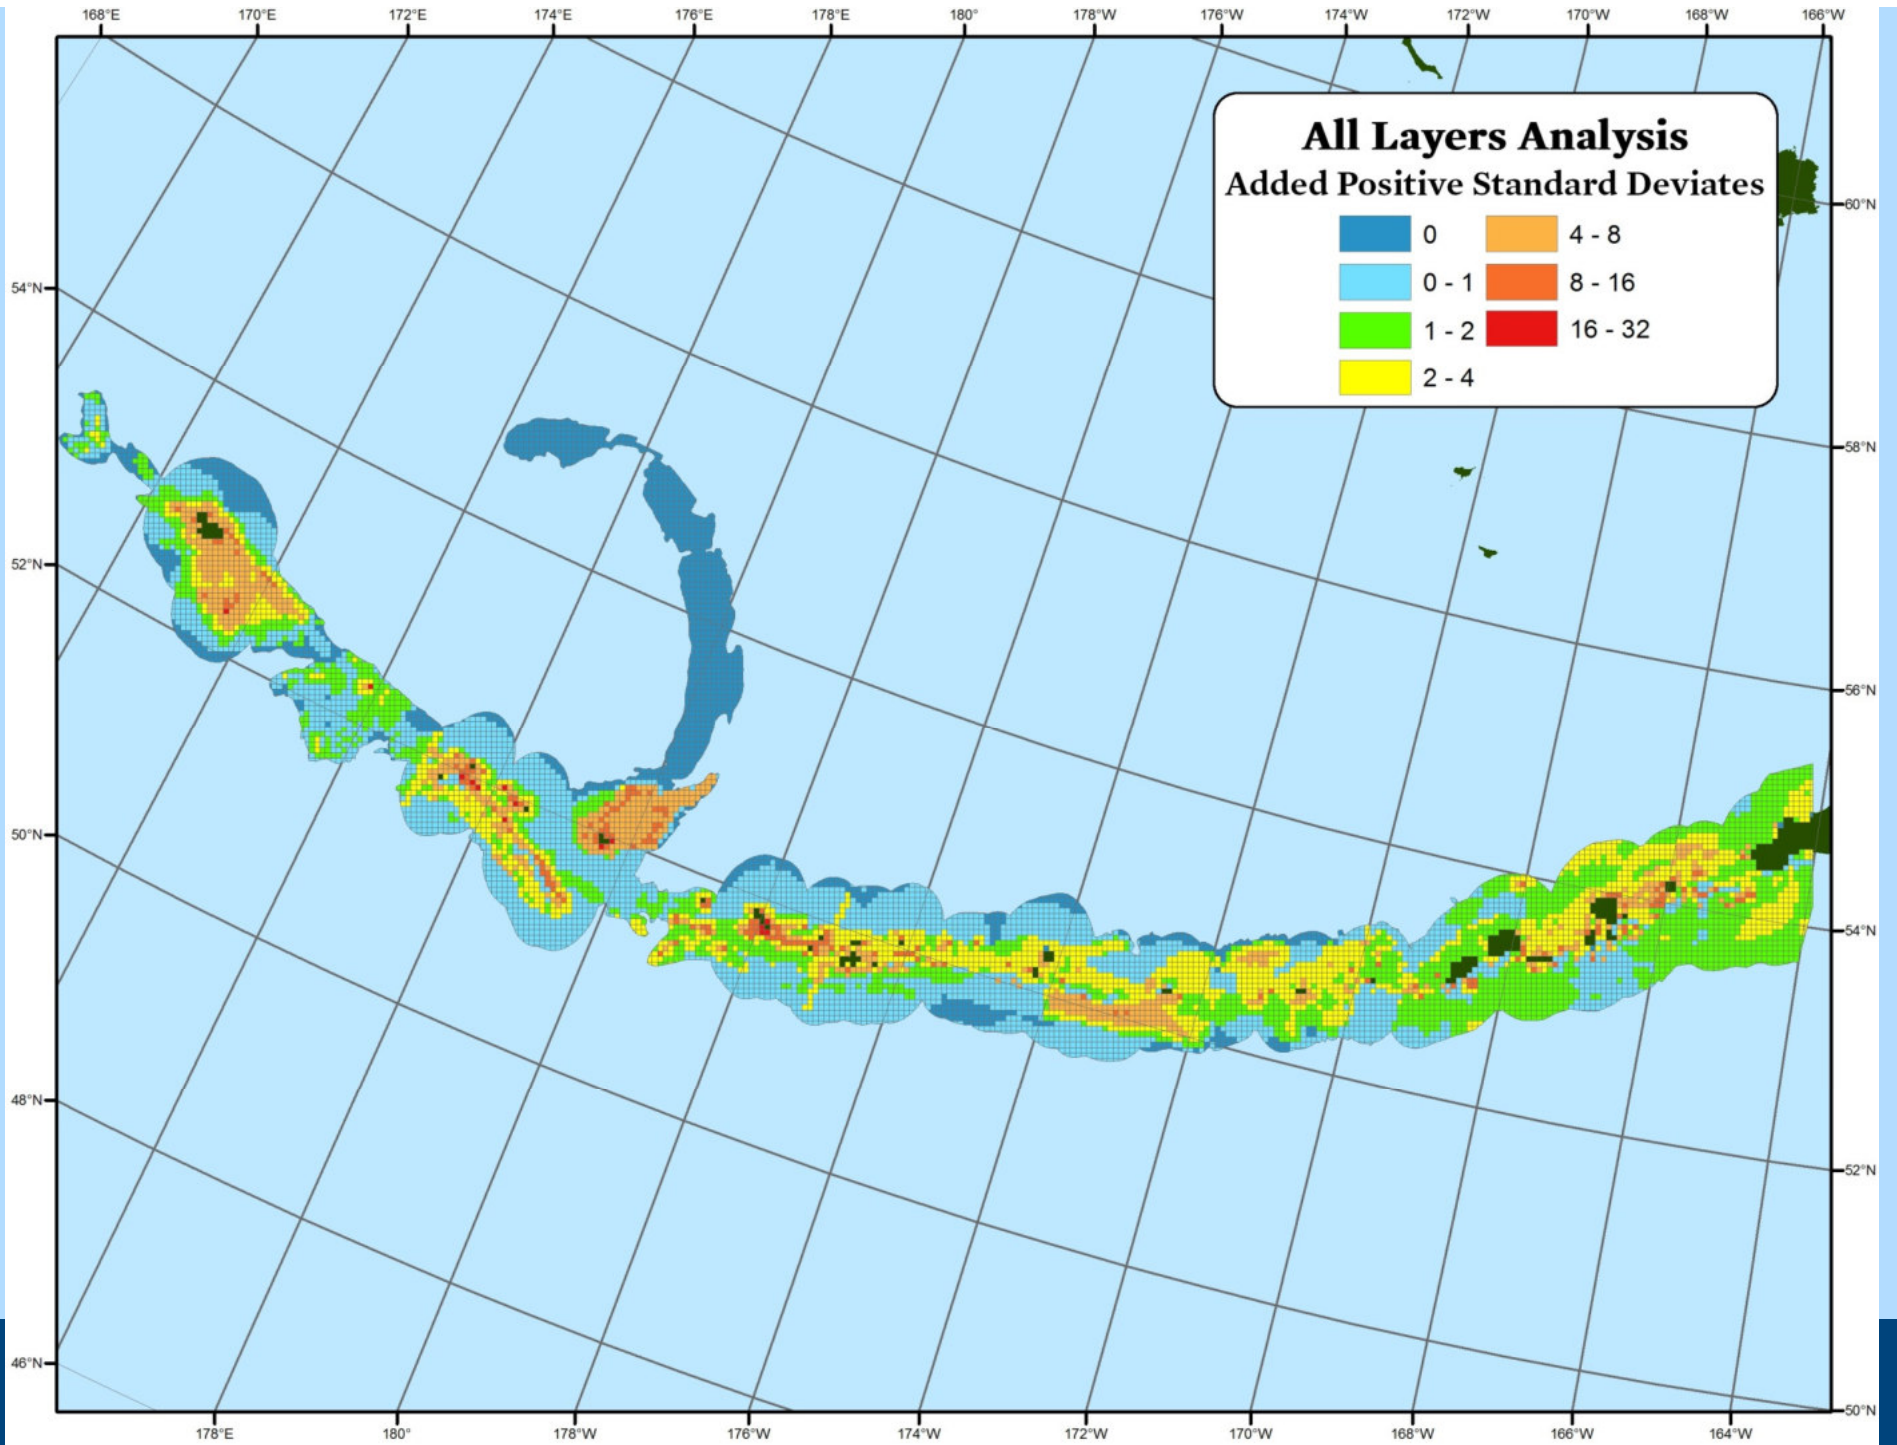 168°E 170°E 172°E 174°E 176°E 178°E 180° 178°W 176°W 174°W 172°W 170°W 168°W 166°W
All Layers Analysis
Added Positive Standard Deviates
0 4 - 8
0 - 1 8 - 16
1 - 2 16 - 32
2 - 4
60°N
54°N
58°N
52°N
56°N
50°N
54°N
48°N
52°N
46°N
50°N
178°E 180° 178°W 176°W 174°W 172°W 170°W 168°W 166°W 164°W